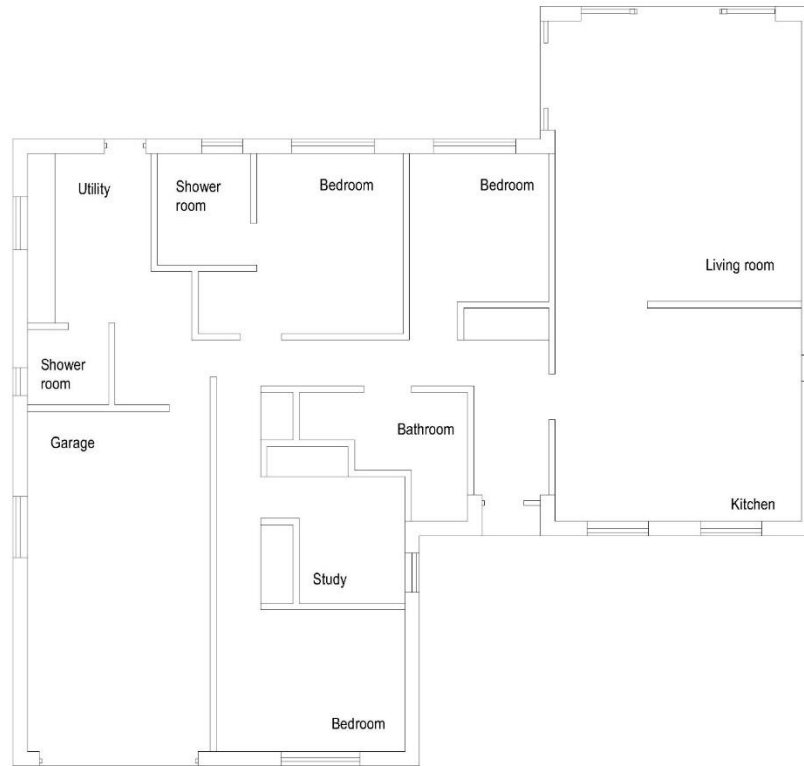 Utility
Shower
room
Bedroom
Bedroom
Living room
Shower
room
Garage
Bathroom
Kitchen
Study
Bedroom